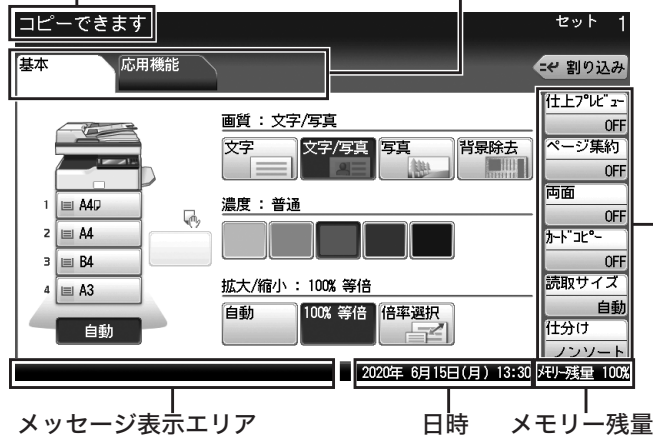 コピーできます
セット 1
基本
応用機能
割り込み
画質：文字/写真
文字
文字/写真
写真
背景除去
濃度：普通
拡大/縮小：100% 等倍
自動
100% 等倍
倍率選択
1 A4
2 A4
3 B4
4 A3
自動
仕上ﾌﾟﾚﾋﾞｭｰ
OFF
ページ集約
OFF
両面
OFF
ｶｰﾄﾞｺﾋﾟｰ
OFF
読取サイズ
自動
仕分け
ノンソート
2020年 6月15日(月) 13:30
ﾒﾓﾘｰ残量 100%
メッセージ表示エリア
日時
メモリー残量